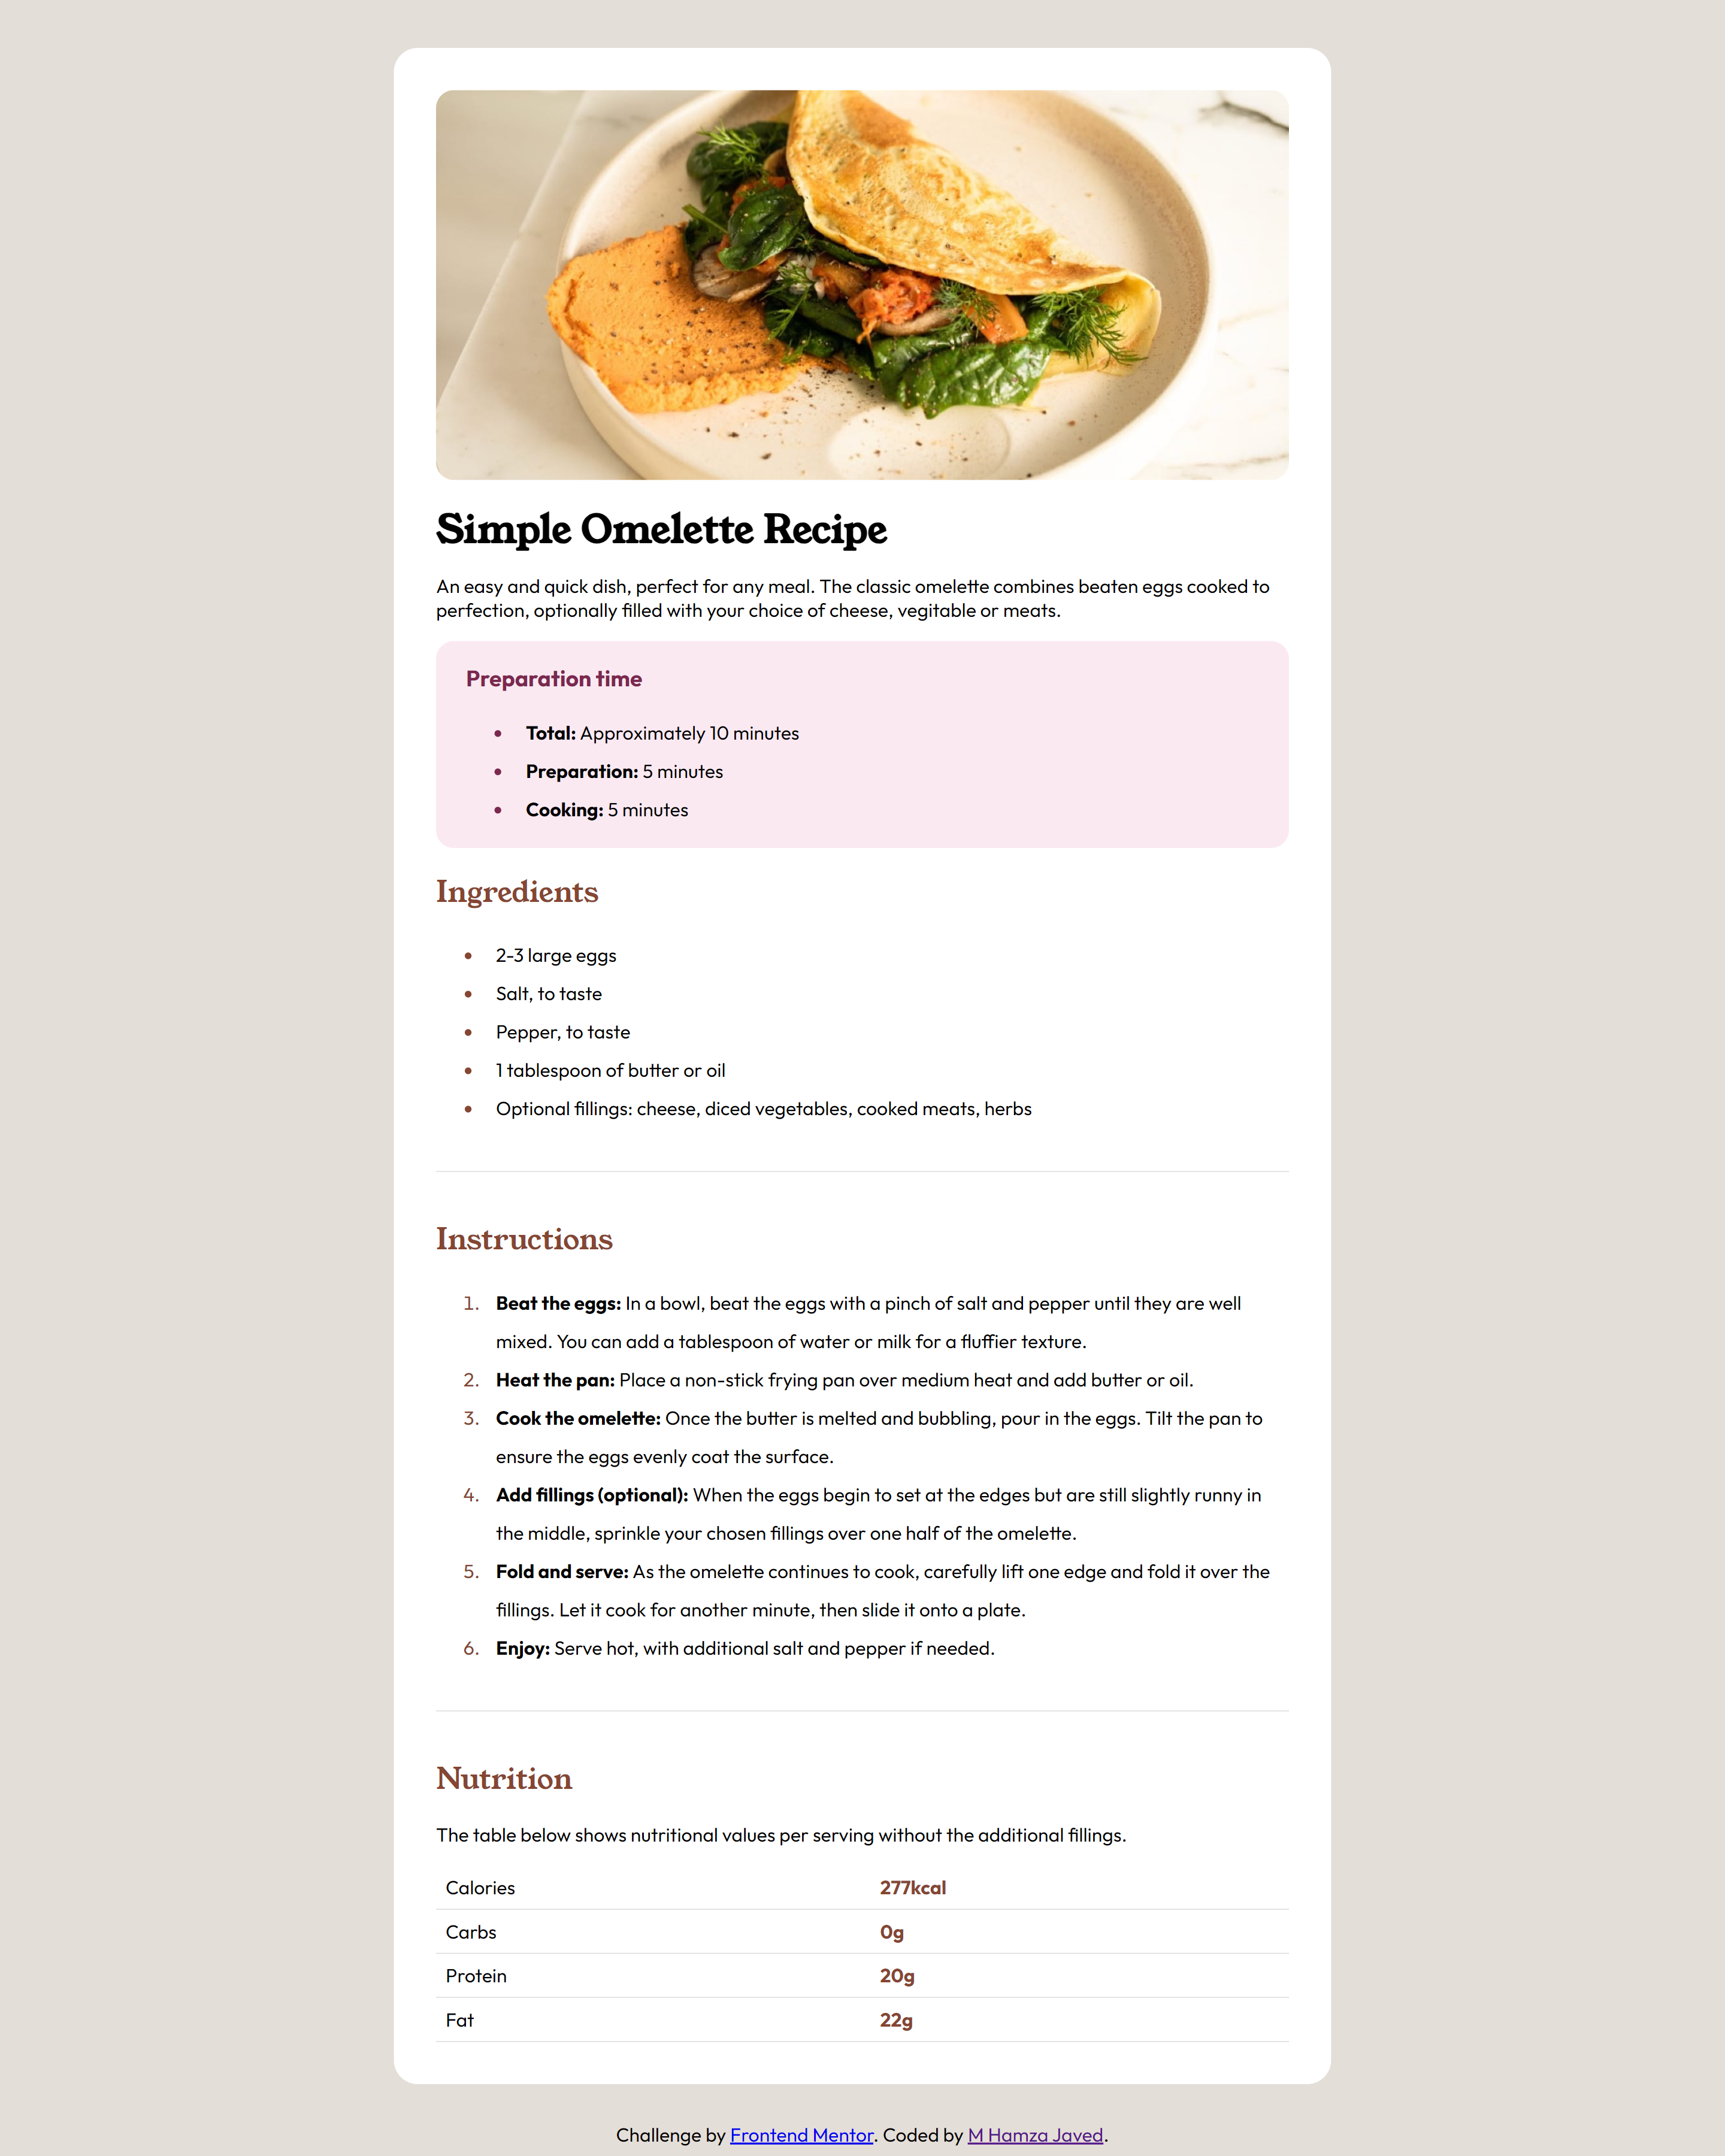 Simple Omelette Recipe
An easy and quick dish, perfect for any meal. The classic omelette combines beaten eggs cooked to
perfection, optionally filled with your choice of cheese, vegitable or meats.
Preparation time
• Total: Approximately 10 minutes
• Preparation: 5 minutes
• Cooking: 5 minutes
Ingredients
• 2-3 large eggs
• Salt, to taste
• Pepper, to taste
• 1 tablespoon of butter or oil
• Optional fillings: cheese, diced vegetables, cooked meats, herbs
Instructions
1. Beat the eggs: In a bowl, beat the eggs with a pinch of salt and pepper until they are well
mixed. You can add a tablespoon of water or milk for a fluffier texture.
2. Heat the pan: Place a non-stick frying pan over medium heat and add butter or oil.
3. Cook the omelette: Once the butter is melted and bubbling, pour in the eggs. Tilt the pan to
ensure the eggs evenly coat the surface.
4. Add fillings (optional): When the eggs begin to set at the edges but are still slightly runny in
the middle, sprinkle your chosen fillings over one half of the omelette.
5. Fold and serve: As the omelette continues to cook, carefully lift one edge and fold it over the
fillings. Let it cook for another minute, then slide it onto a plate.
6. Enjoy: Serve hot, with additional salt and pepper if needed.
Nutrition
The table below shows nutritional values per serving without the additional fillings.
Calories 277kcal
Carbs 0g
Protein 20g
Fat 22g
Challenge by Frontend Mentor. Coded by M Hamza Javed.